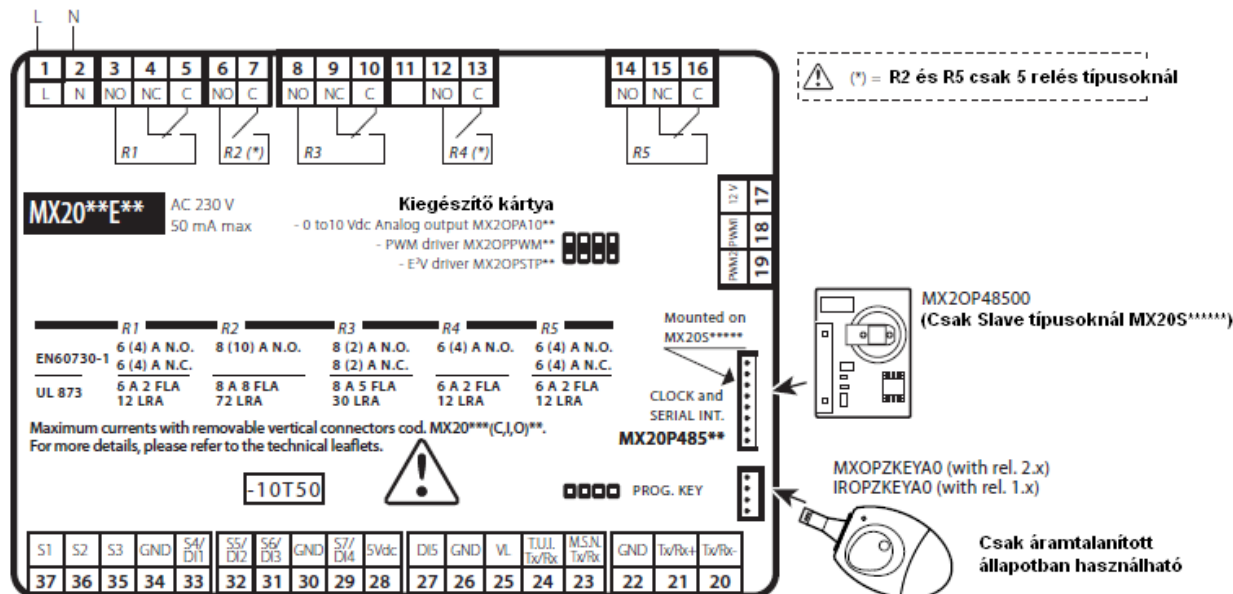 L N
1 2 3 4 5 6 7 8 9 10 11 12 13 14 15 16
L N NO NC C NO C NO NC C NO C NO NC C
R1 R2 (*) R3 R4 (*) R5
(*) = R2 és R5 csak 5 relés típusoknál
MX20**E**
AC 230 V
50 mA max
Kiegészítő kártya
- 0 to10 Vdc Analog output MX2OPA10**
- PWM driver MX2OPPWM**
- E²V driver MX2OPSTP**
12 V 17
PWM1 18
PWM2 19
MX2OP48500
(Csak Slave típusoknál MX20S******)
Mounted on
MX20S*****
CLOCK and
SERIAL INT.
MX20P485**
R1 R2 R3 R4 R5
EN60730-1
6 (4) A N.O. 8 (10) A N.O. 8 (2) A N.O. 6 (4) A N.O. 6 (4) A N.O.
6 (4) A N.C. 8 (2) A N.C. 6 (4) A N.C.
UL 873
6 A 2 FLA 8 A 8 FLA 8 A 5 FLA 6 A 2 FLA 6 A 2 FLA
12 LRA 72 LRA 30 LRA 12 LRA 12 LRA
Maximum currents with removable vertical connectors cod. MX20***(C,I,O)**.
For more details, please refer to the technical leaflets.
-10T50
PROG. KEY
MXOPZKEYA0 (with rel. 2.x)
IROPZKEYA0 (with rel. 1.x)
Csak áramtalanított
állapotban használható
S1 S2 S3 GND S4/DI1 S5/DI2 S6/DI3 GND S7/DI4 5Vdc DI5 GND VL T.U.I. Tx/Rx M.S.N. Tx/Rx GND Tx/Rx+ Tx/Rx-
37 36 35 34 33 32 31 30 29 28 27 26 25 24 23 22 21 20